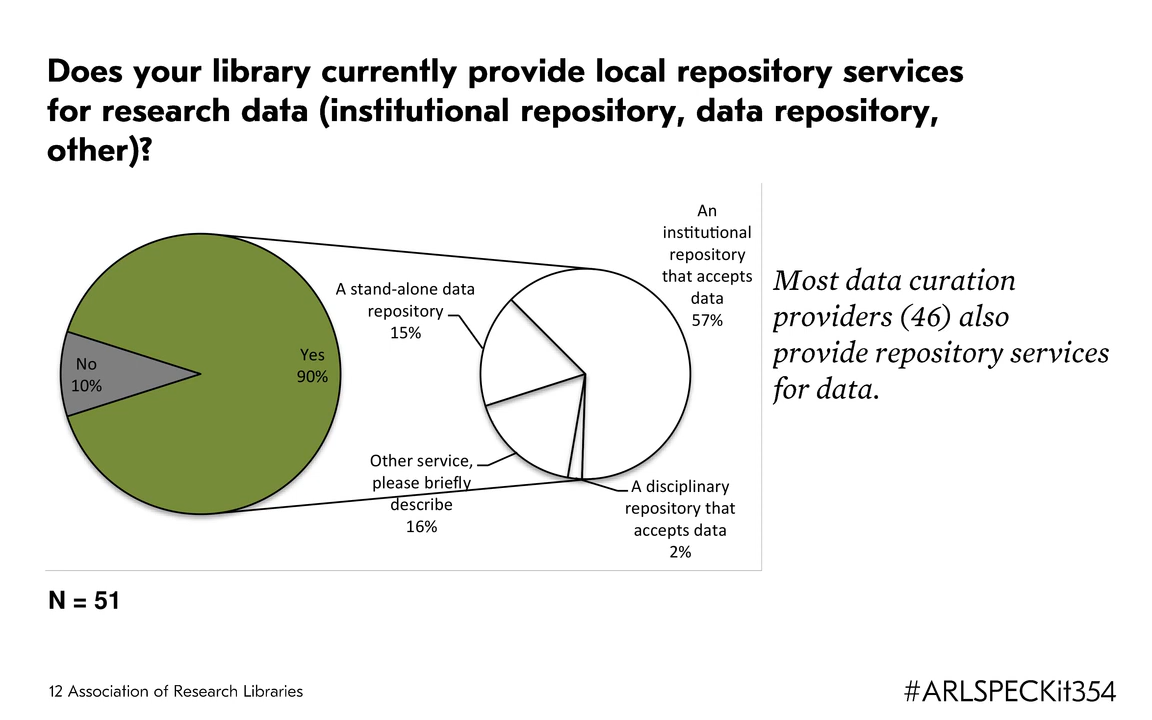 Does your library currently provide local repository services
for research data (institutional repository, data repository,
other)?
No
10%
Yes
90%
A stand-alone data
repository
15%
An
institutional
repository
that accepts
data
57%
Other service,
please briefly
describe
16%
A disciplinary
repository that
accepts data
2%
Most data curation
providers (46) also
provide repository services
for data.
N = 51
12 Association of Research Libraries
#ARLSPECKit354